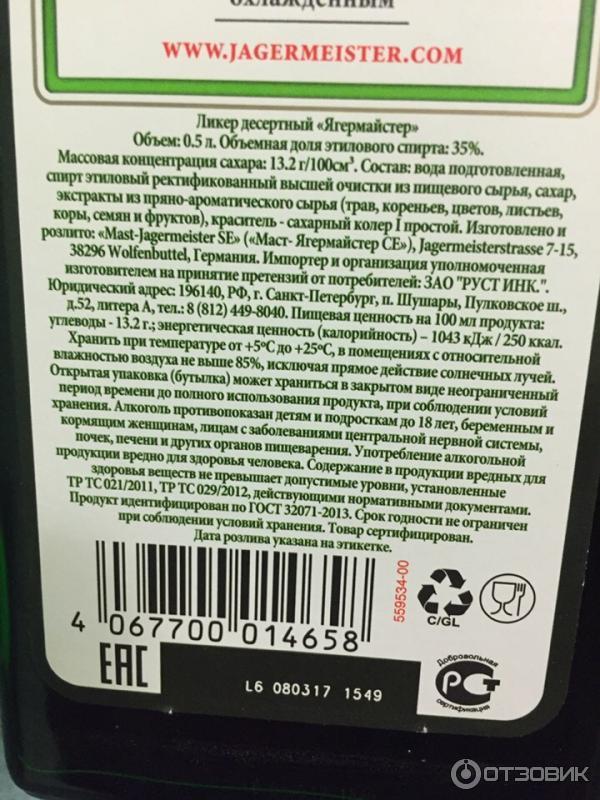 охлаждённым
WWW.JAGERMEISTER.COM
Ликер десертный «Ягермайстер»
Объем: 0.5 л. Объемная доля этилового спирта: 35%.
Массовая концентрация сахара: 13.2 г/100см³. Состав: вода подготовленная,
спирт этиловый ректификованный высшей очистки из пищевого сырья, сахар,
экстракты из пряно-ароматического сырья (трав, кореньев, цветов, листьев,
коры, семян и фруктов), краситель - сахарный колер I простой. Изготовлено и
розлито: «Mast-Jagermeister SE» («Маст- Ягермайстер СЕ»), Jagermeisterstrasse 7-15,
38296 Wolfenbuttel, Германия. Импортер и организация уполномоченная
изготовителем на принятие претензий от потребителей: ЗАО "РУСТ ИНК.".
Юридический адрес: 196140, РФ, г. Санкт-Петербург, п. Шушары, Пулковское ш.,
д.52, литера А, тел.: 8 (812) 449-8040. Пищевая ценность на 100 мл продукта:
углеводы - 13.2 г.; энергетическая ценность (калорийность) – 1043 кДж / 250 ккал.
Хранить при температуре от +5ºС до +25ºС, в помещениях с относительной
влажностью воздуха не выше 85%, исключая прямое действие солнечных лучей.
Открытая упаковка (бутылка) может храниться в закрытом виде неограниченный
период времени до полного использования продукта, при соблюдении условий
хранения. Алкоголь противопоказан детям и подросткам до 18 лет, беременным и
кормящим женщинам, лицам с заболеваниями центральной нервной системы,
почек, печени и других органов пищеварения. Употребление алкогольной
продукции вредно для здоровья человека. Содержание в продукции вредных для
здоровья веществ не превышает допустимые уровни, установленные
ТР ТС 021/2011, ТР ТС 029/2012, действующими нормативными документами.
Продукт идентифицирован по ГОСТ 32071-2013. Срок годности не ограничен
при соблюдении условий хранения. Товар сертифицирован.
Дата розлива указана на этикетке.
559534-00
C/GL
4 067700 014658
EAC
L6 080317 1549
Добровольная
РСТ
сертификация
ОТЗОВИК